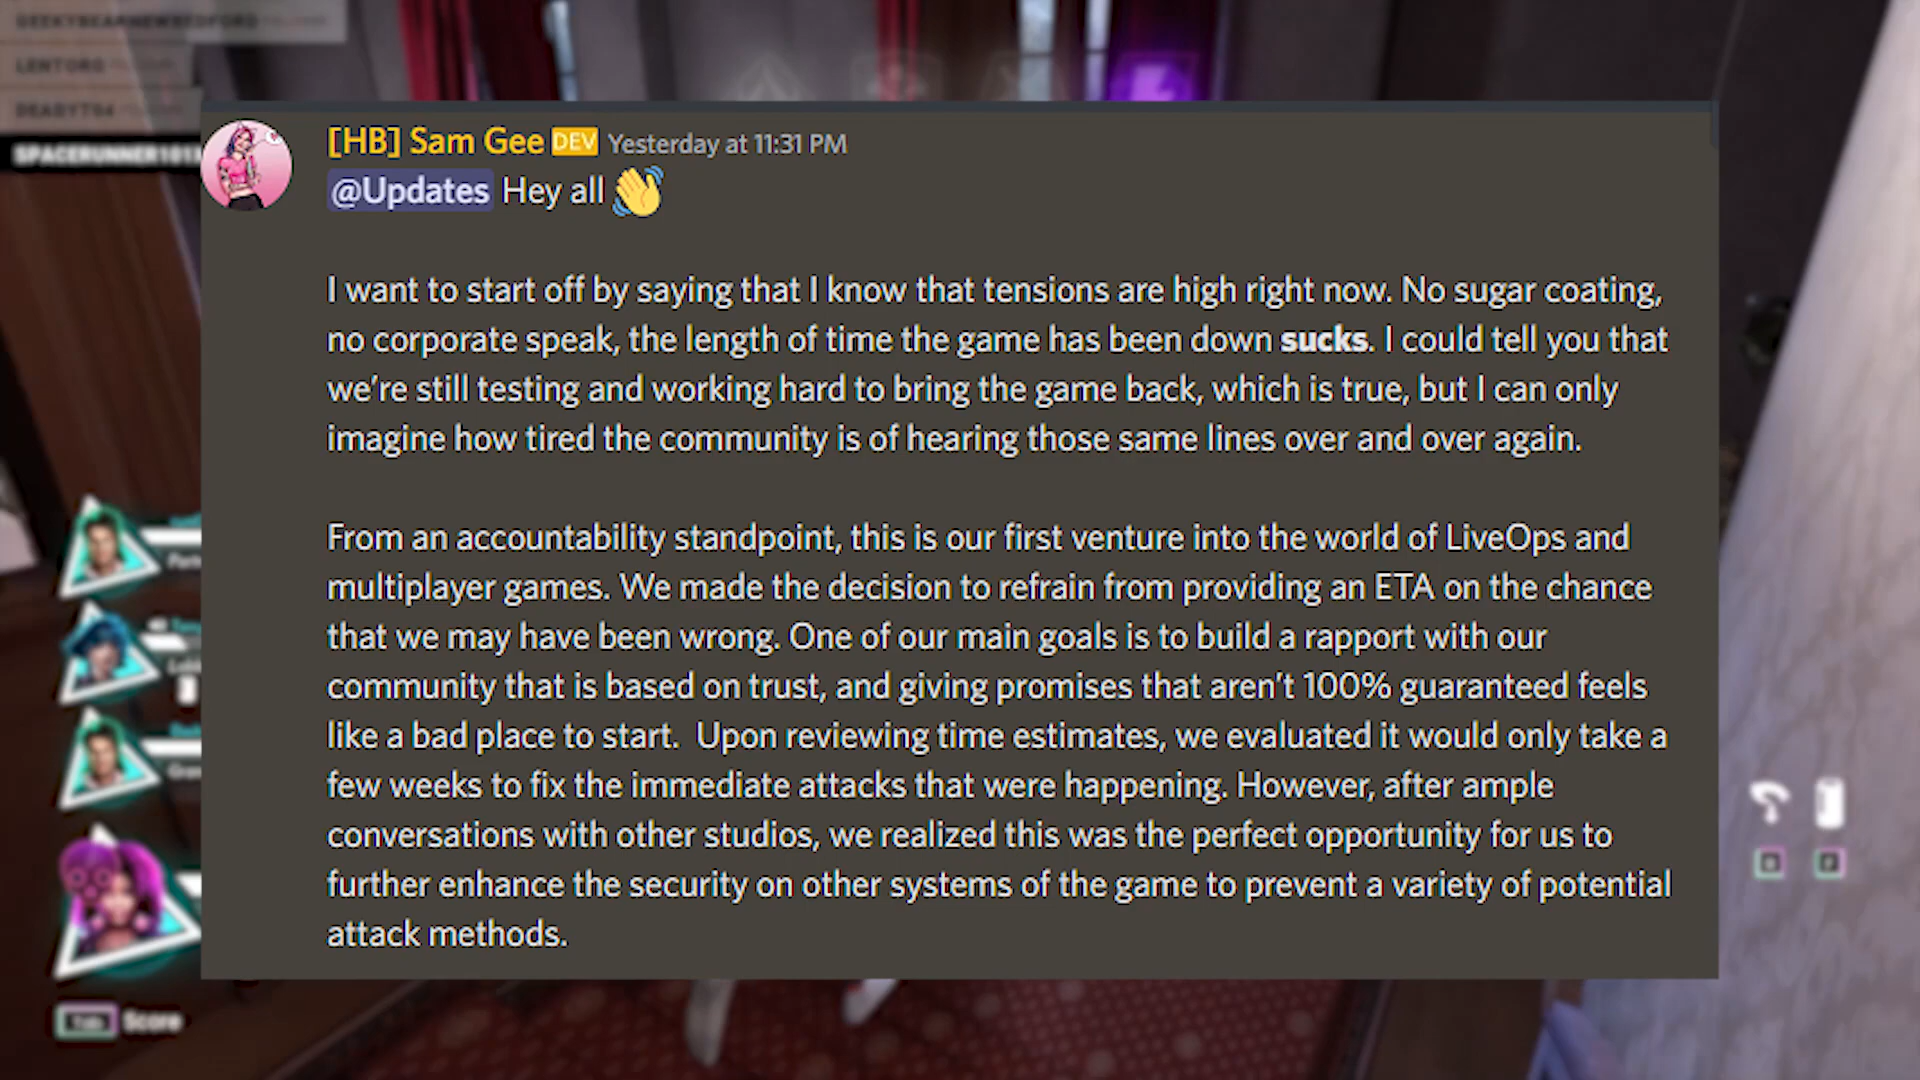 LENTORO
SPACERUNNER101
[HB] Sam Gee DEV Yesterday at 11:31 PM
@Updates Hey all 👋
I want to start off by saying that I know that tensions are high right now. No sugar coating,
no corporate speak, the length of time the game has been down sucks. I could tell you that
we're still testing and working hard to bring the game back, which is true, but I can only
imagine how tired the community is of hearing those same lines over and over again.
From an accountability standpoint, this is our first venture into the world of LiveOps and
multiplayer games. We made the decision to refrain from providing an ETA on the chance
that we may have been wrong. One of our main goals is to build a rapport with our
community that is based on trust, and giving promises that aren't 100% guaranteed feels
like a bad place to start.  Upon reviewing time estimates, we evaluated it would only take a
few weeks to fix the immediate attacks that were happening. However, after ample
conversations with other studios, we realized this was the perfect opportunity for us to
further enhance the security on other systems of the game to prevent a variety of potential
attack methods.
Score